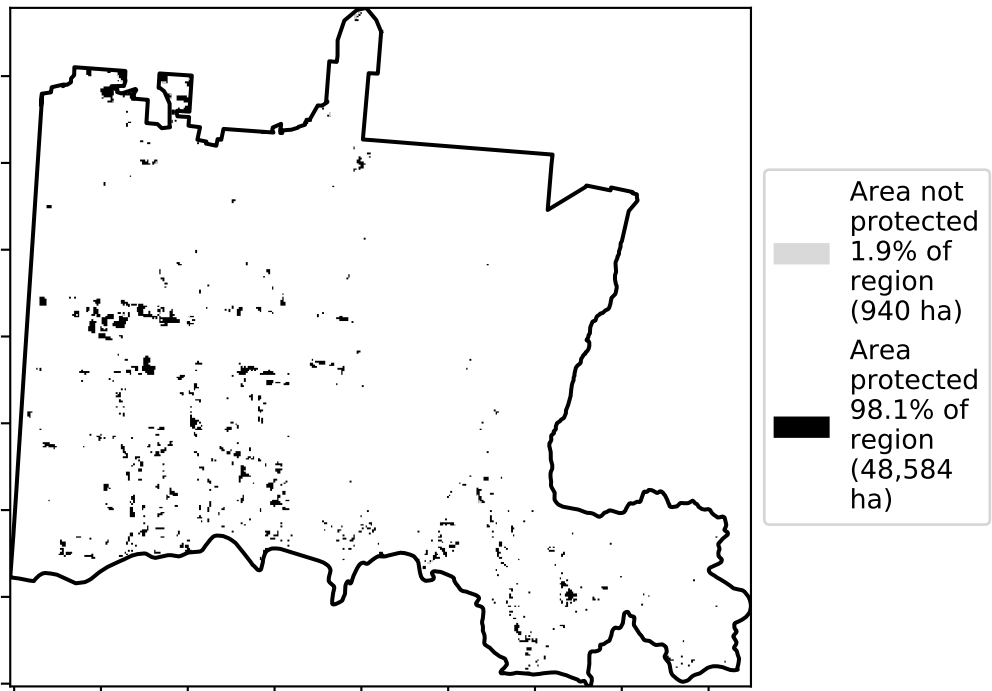 Area not
protected
1.9% of
region
(940 ha)
Area
protected
98.1% of
region
(48,584
ha)